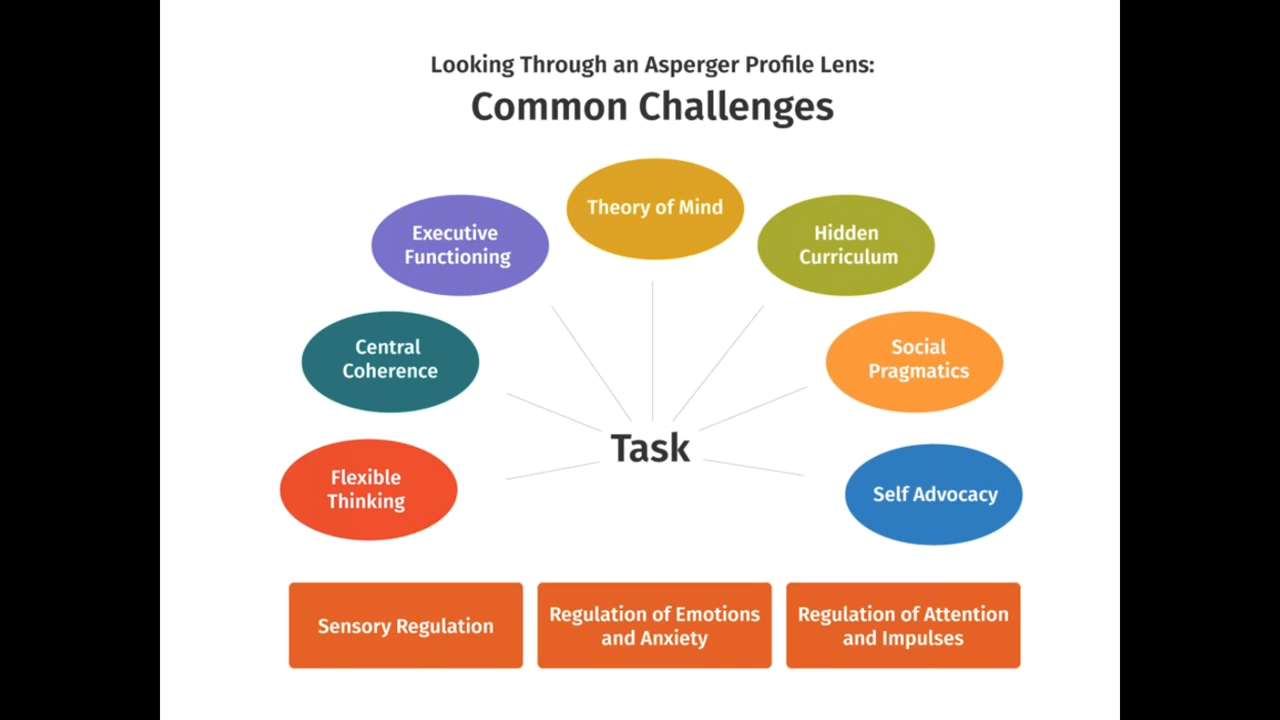 Looking Through an Asperger Profile Lens:
Common Challenges
Theory of Mind
Executive
Functioning
Hidden
Curriculum
Central
Coherence
Social
Pragmatics
Task
Flexible
Thinking
Self Advocacy
Sensory Regulation
Regulation of Emotions
and Anxiety
Regulation of Attention
and Impulses